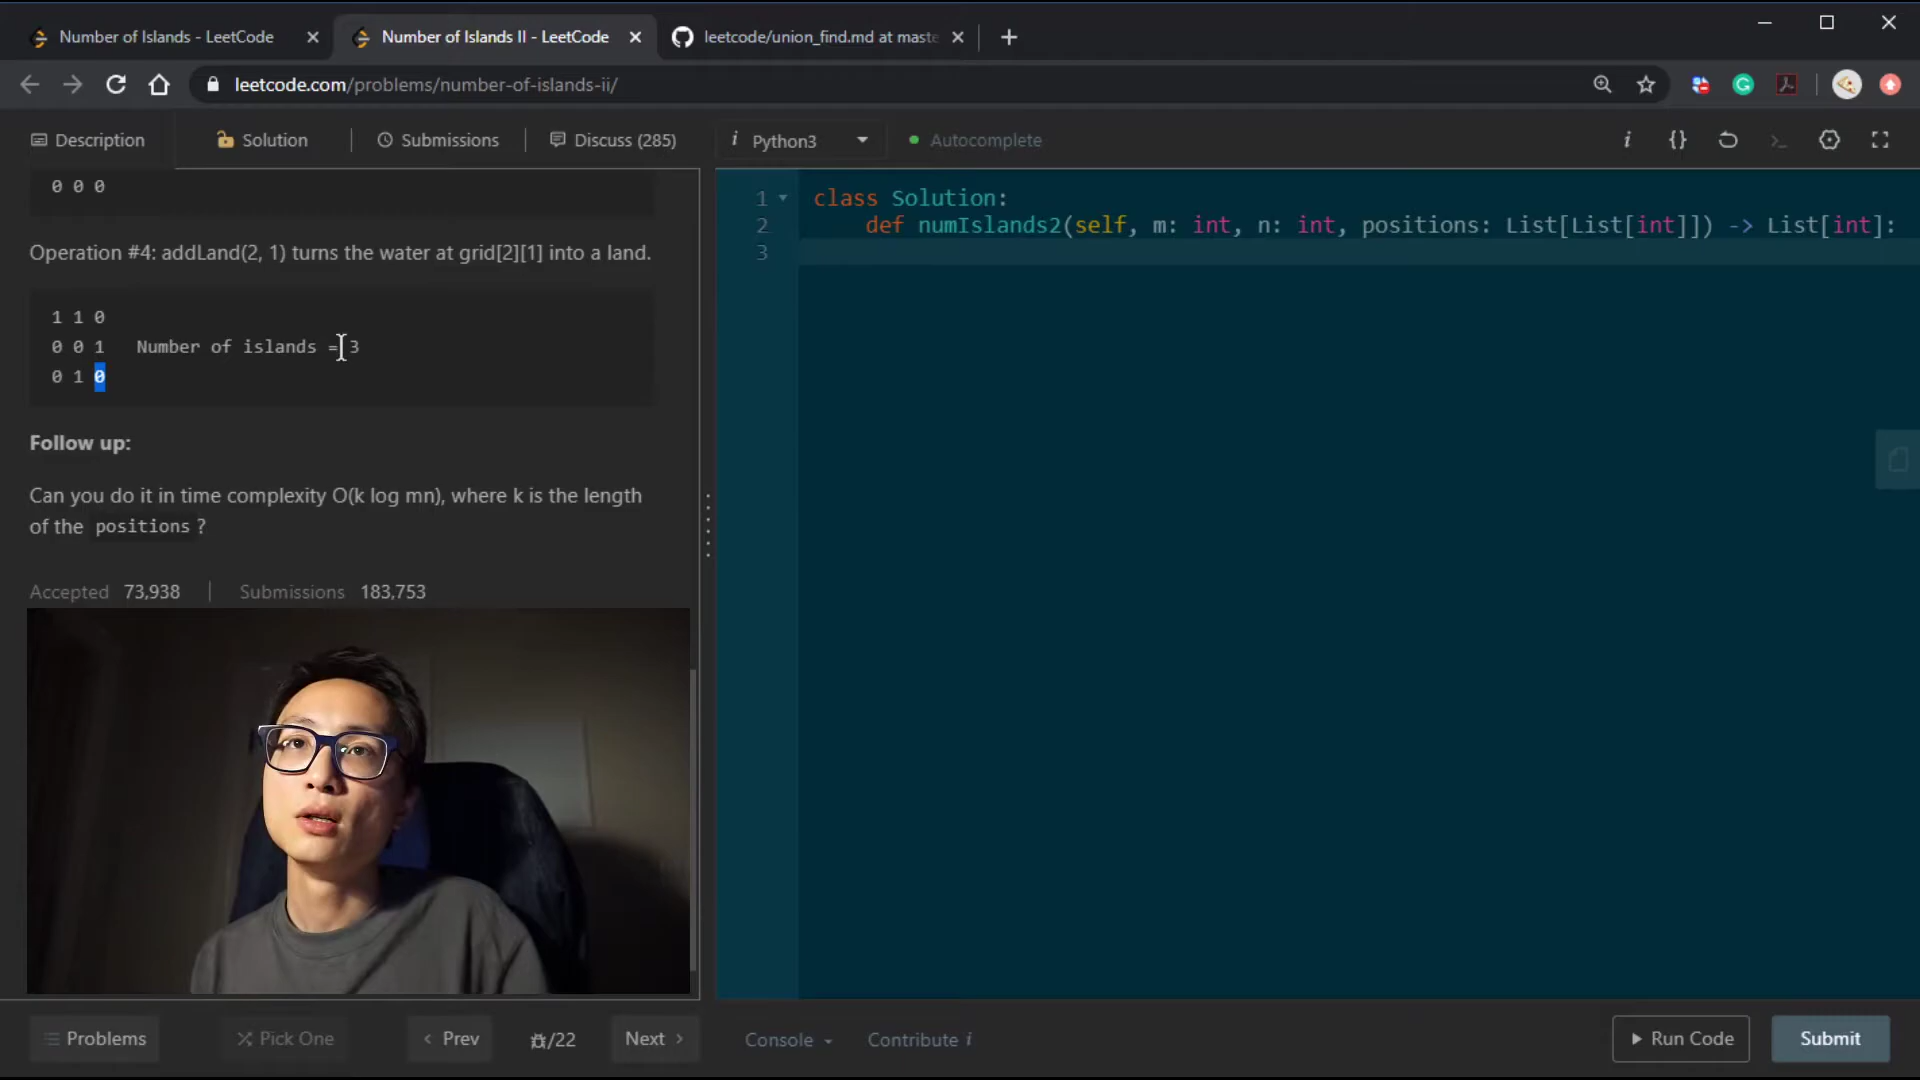 Number of Islands - LeetCode
Number of Islands II - LeetCode
leetcode/union_find.md at maste
leetcode.com/problems/number-of-islands-ii/
Description
Solution
Submissions
Discuss (285)
i Python3
Autocomplete
i {}
0 0 0
Operation #4: addLand(2, 1) turns the water at grid[2][1] into a land.
1 1 0
0 0 1 Number of islands = 3
0 1 0
Follow up:
Can you do it in time complexity O(k log mn), where k is the length
of the positions ?
Accepted 73,938 | Submissions 183,753
1 class Solution:
2 def numIslands2(self, m: int, n: int, positions: List[List[int]]) -> List[int]:
3
Problems
Pick One
Prev
/22
Next
Console
Contribute i
Run Code
Submit